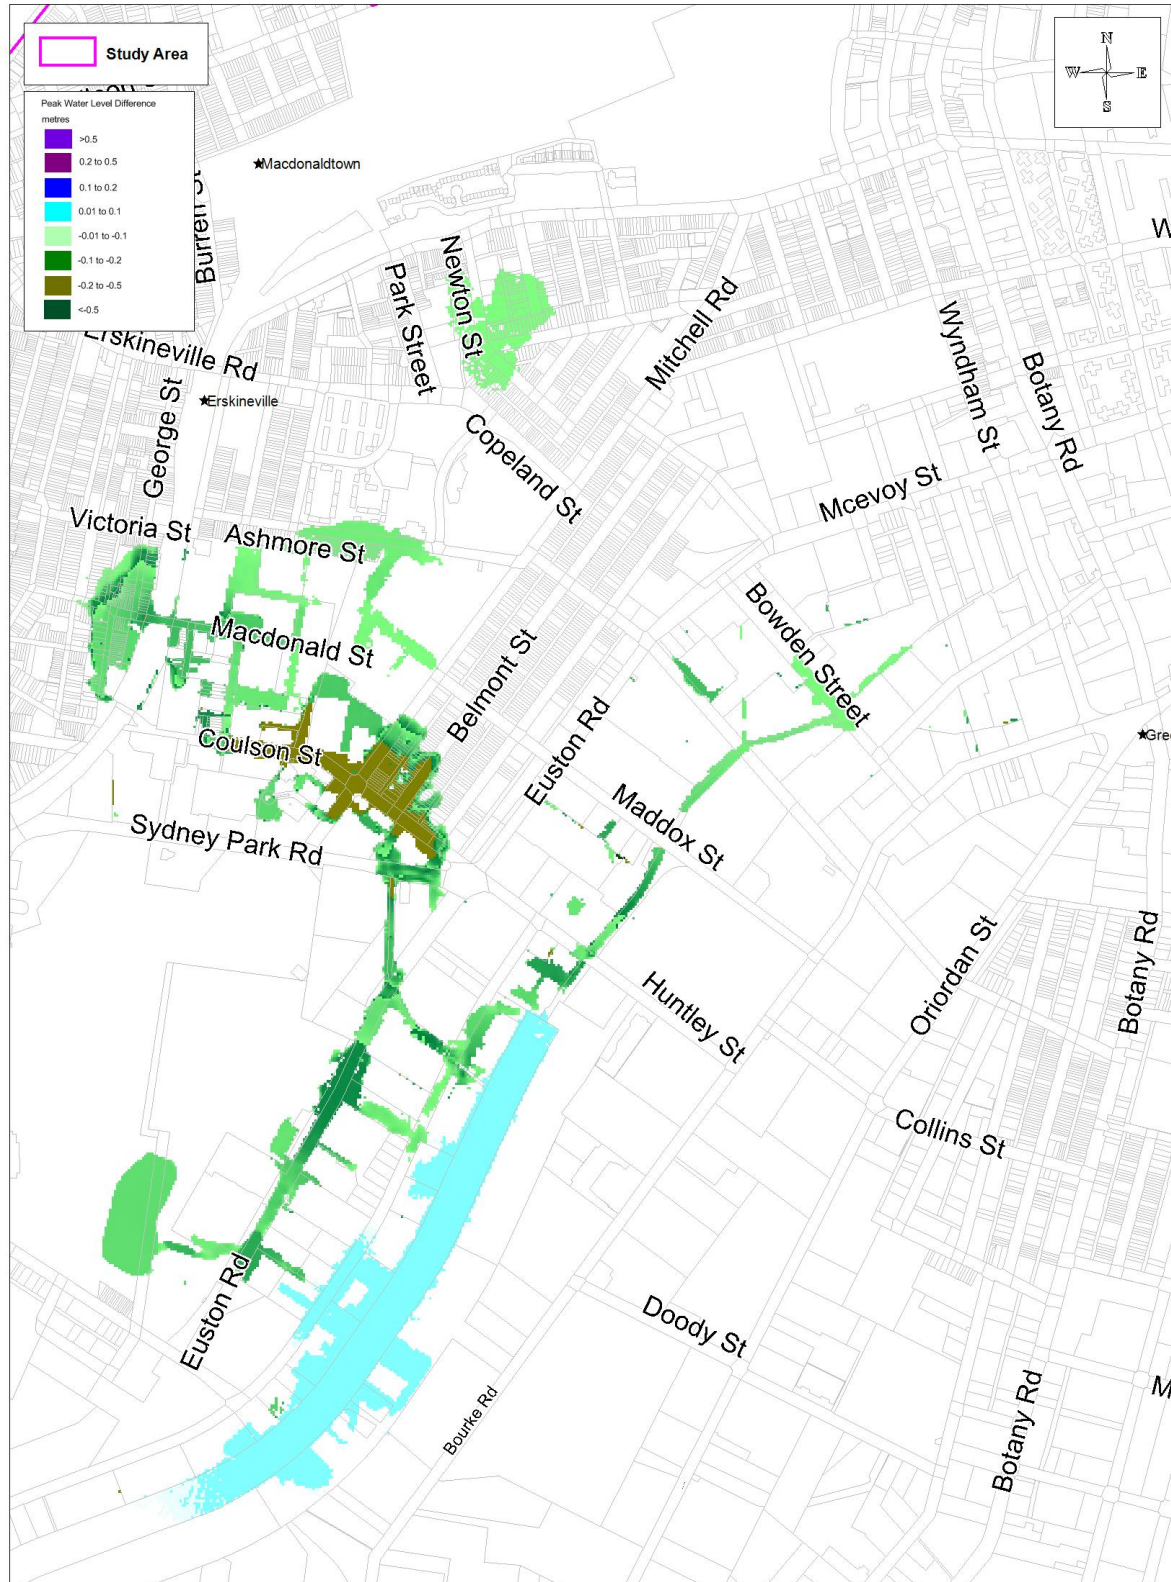 Study Area
N
W E
S
Peak Water Level Difference
metres
>0.5
0.2 to 0.5
0.1 to 0.2
0.01 to 0.1
-0.01 to -0.1
-0.1 to -0.2
-0.2 to -0.5
<-0.5
Macdonaldtown
Burren St
W
Newton St
Park Street
Mitchell Rd
Erskineville Rd
Wyndham St
Botany Rd
Erskineville
George St
Copeland St
Mcevoy St
Victoria St
Ashmore St
Bowden Street
Macdonald St
Belmont St
Euston Rd
Coulson St
Gree
Maddox St
Sydney Park Rd
Oriordan St
Botany Rd
Huntley St
Collins St
Euston Rd
Doody St
Bourke Rd
Botany Rd
M